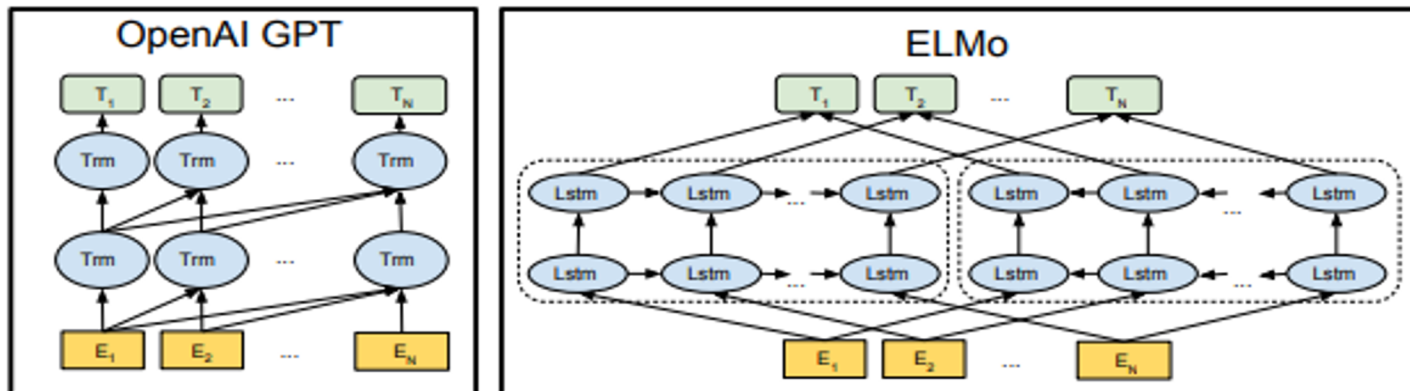 OpenAI GPT
T1 T2 ... TN
Trm Trm ... Trm
Trm Trm ... Trm
E1 E2 ... EN
ELMo
T1 T2 ... TN
Lstm Lstm ... Lstm Lstm Lstm ... Lstm
Lstm Lstm ... Lstm Lstm Lstm ... Lstm
E1 E2 ... EN